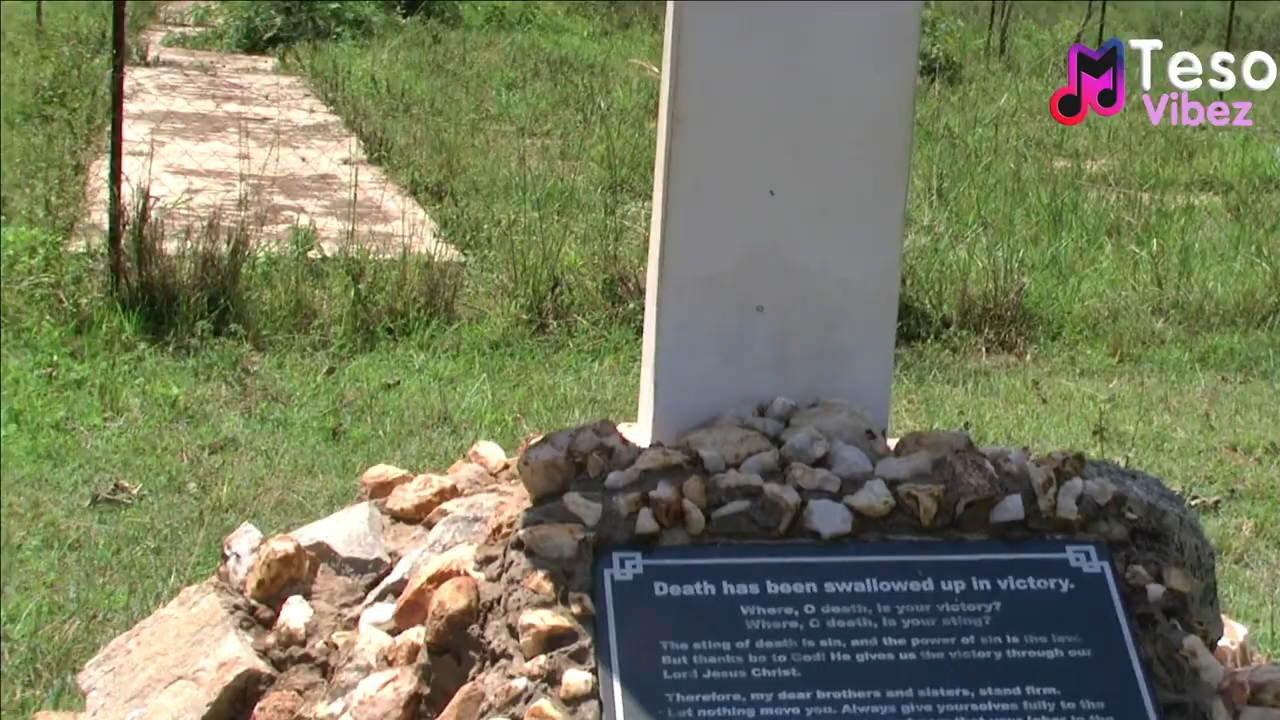 Teso
Vibez
Death has been swallowed up in victory.
Where, O death, is your victory?
Where, O death, is your sting?
The sting of death is sin, and the power of sin is the law.
But thanks be to God! He gives us the victory through our
Lord Jesus Christ.
Therefore, my dear brothers and sisters, stand firm.
Let nothing move you. Always give yourselves fully to the